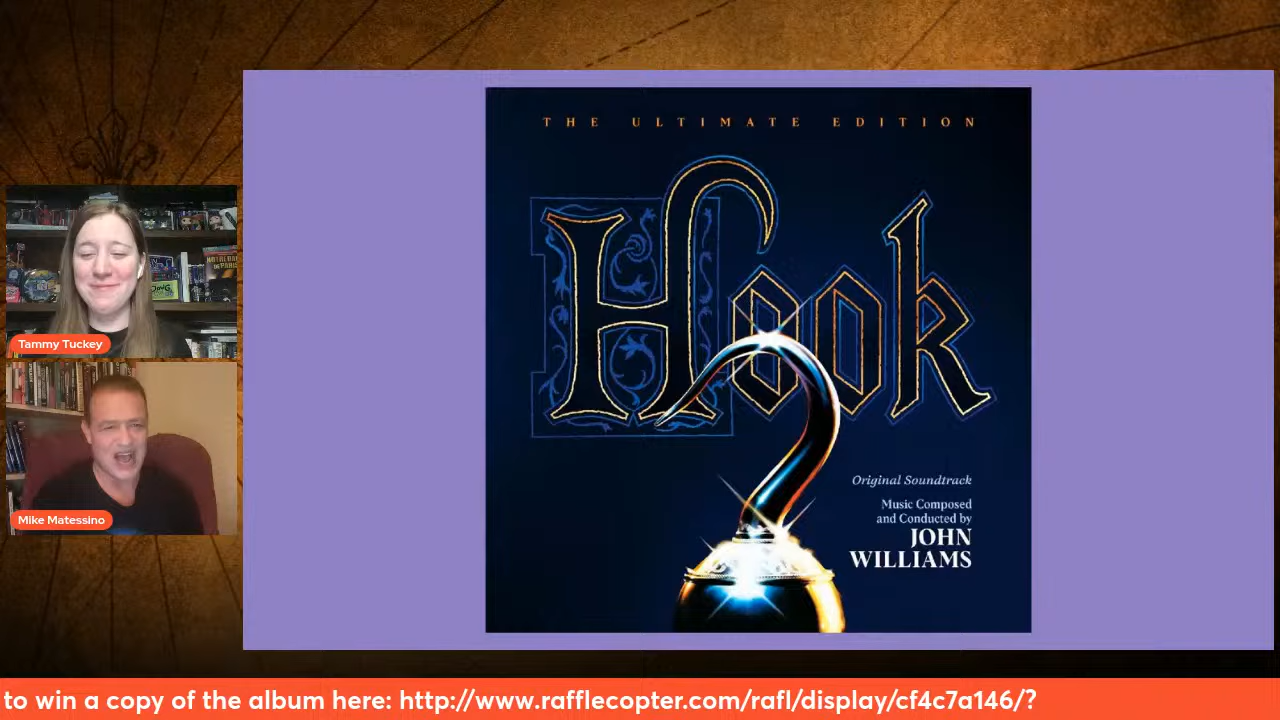 THE ULTIMATE EDITION
Hook
Original Soundtrack
Music Composed
and Conducted by
JOHN
WILLIAMS
Tammy Tuckey
Mike Matessino
to win a copy of the album here: http://www.rafflecopter.com/rafl/display/cf4c7a146/?